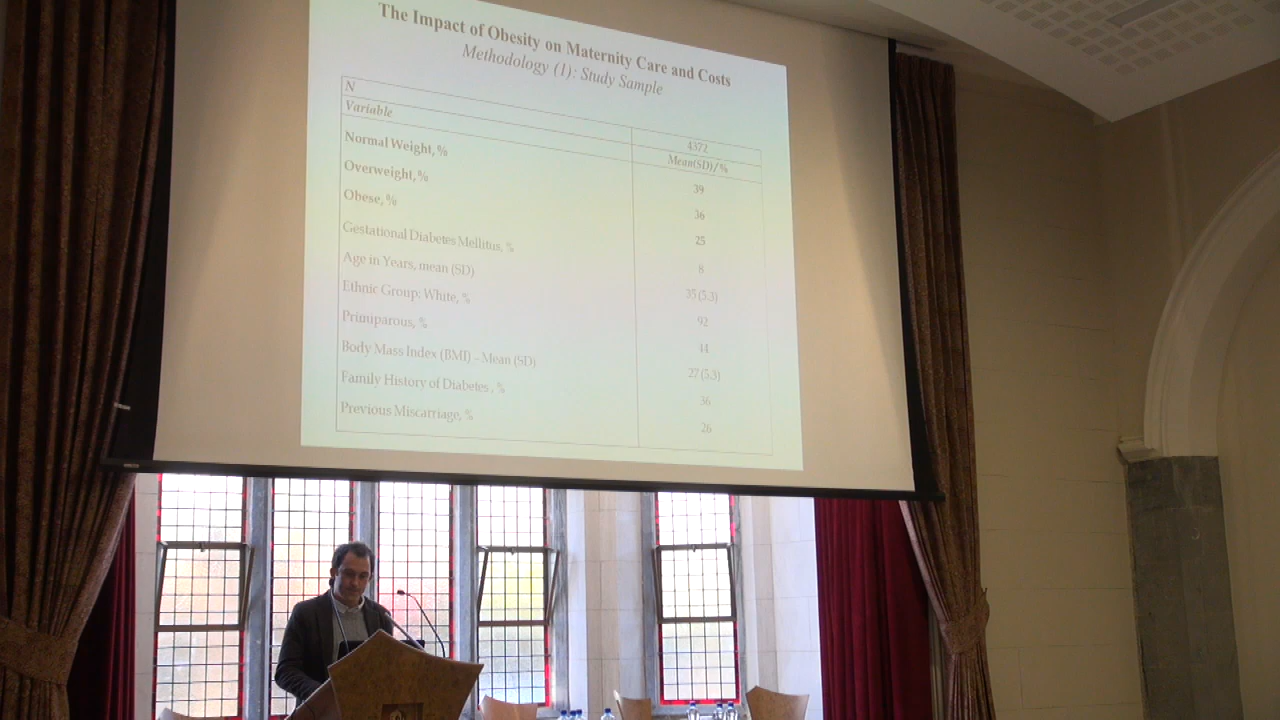 The Impact of Obesity on Maternity Care and Costs
Methodology (1): Study Sample
N 4372
Variable Mean(SD)/%
Normal Weight, % 39
Overweight, % 36
Obese, % 25
Gestational Diabetes Mellitus, % 8
Age in Years, mean (SD) 35 (5.3)
Ethnic Group: White, % 92
Primiparous, % 44
Body Mass Index (BMI) – Mean (SD) 27 (5.3)
Family History of Diabetes , % 36
Previous Miscarriage, % 26